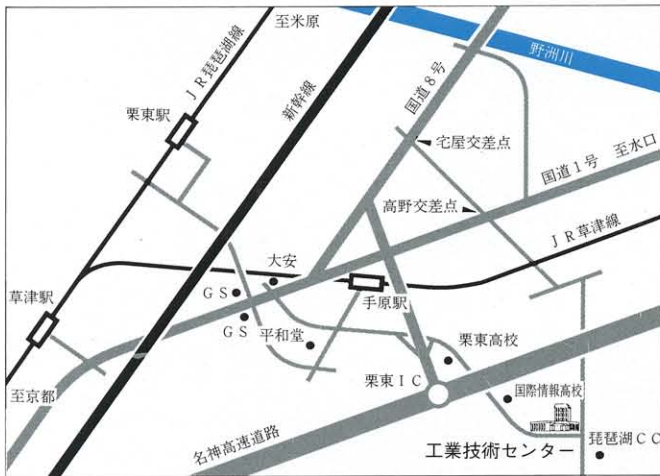 至米原
JR琵琶湖線
新幹線
野洲川
国道8号
栗東駅
宅屋交差点
国道1号
至水口
高野交差点
JR草津線
大安
GS
手原駅
草津駅
GS
平和堂
栗東高校
栗東IC
国際情報高校
至京都
名神高速道路
工業技術センター
琵琶湖CC